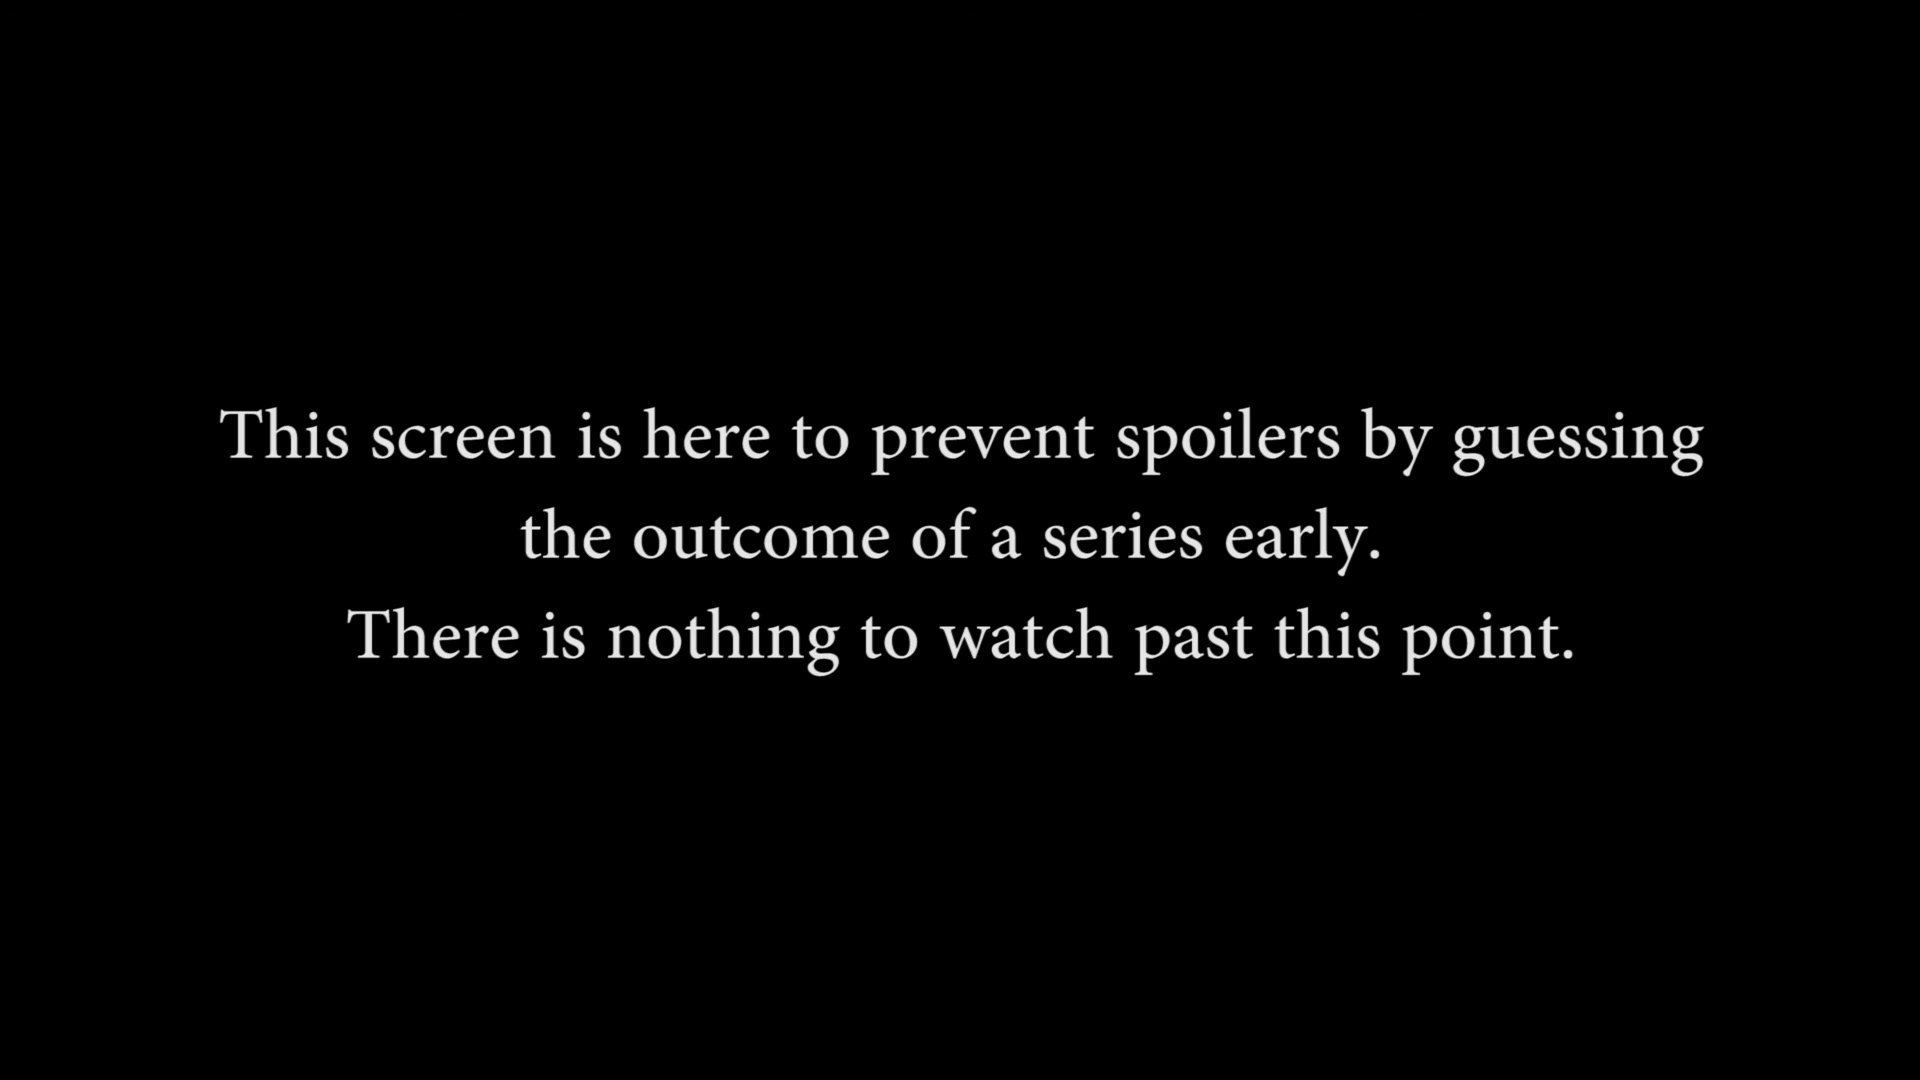 This screen is here to prevent spoilers by guessing
the outcome of a series early.
There is nothing to watch past this point.